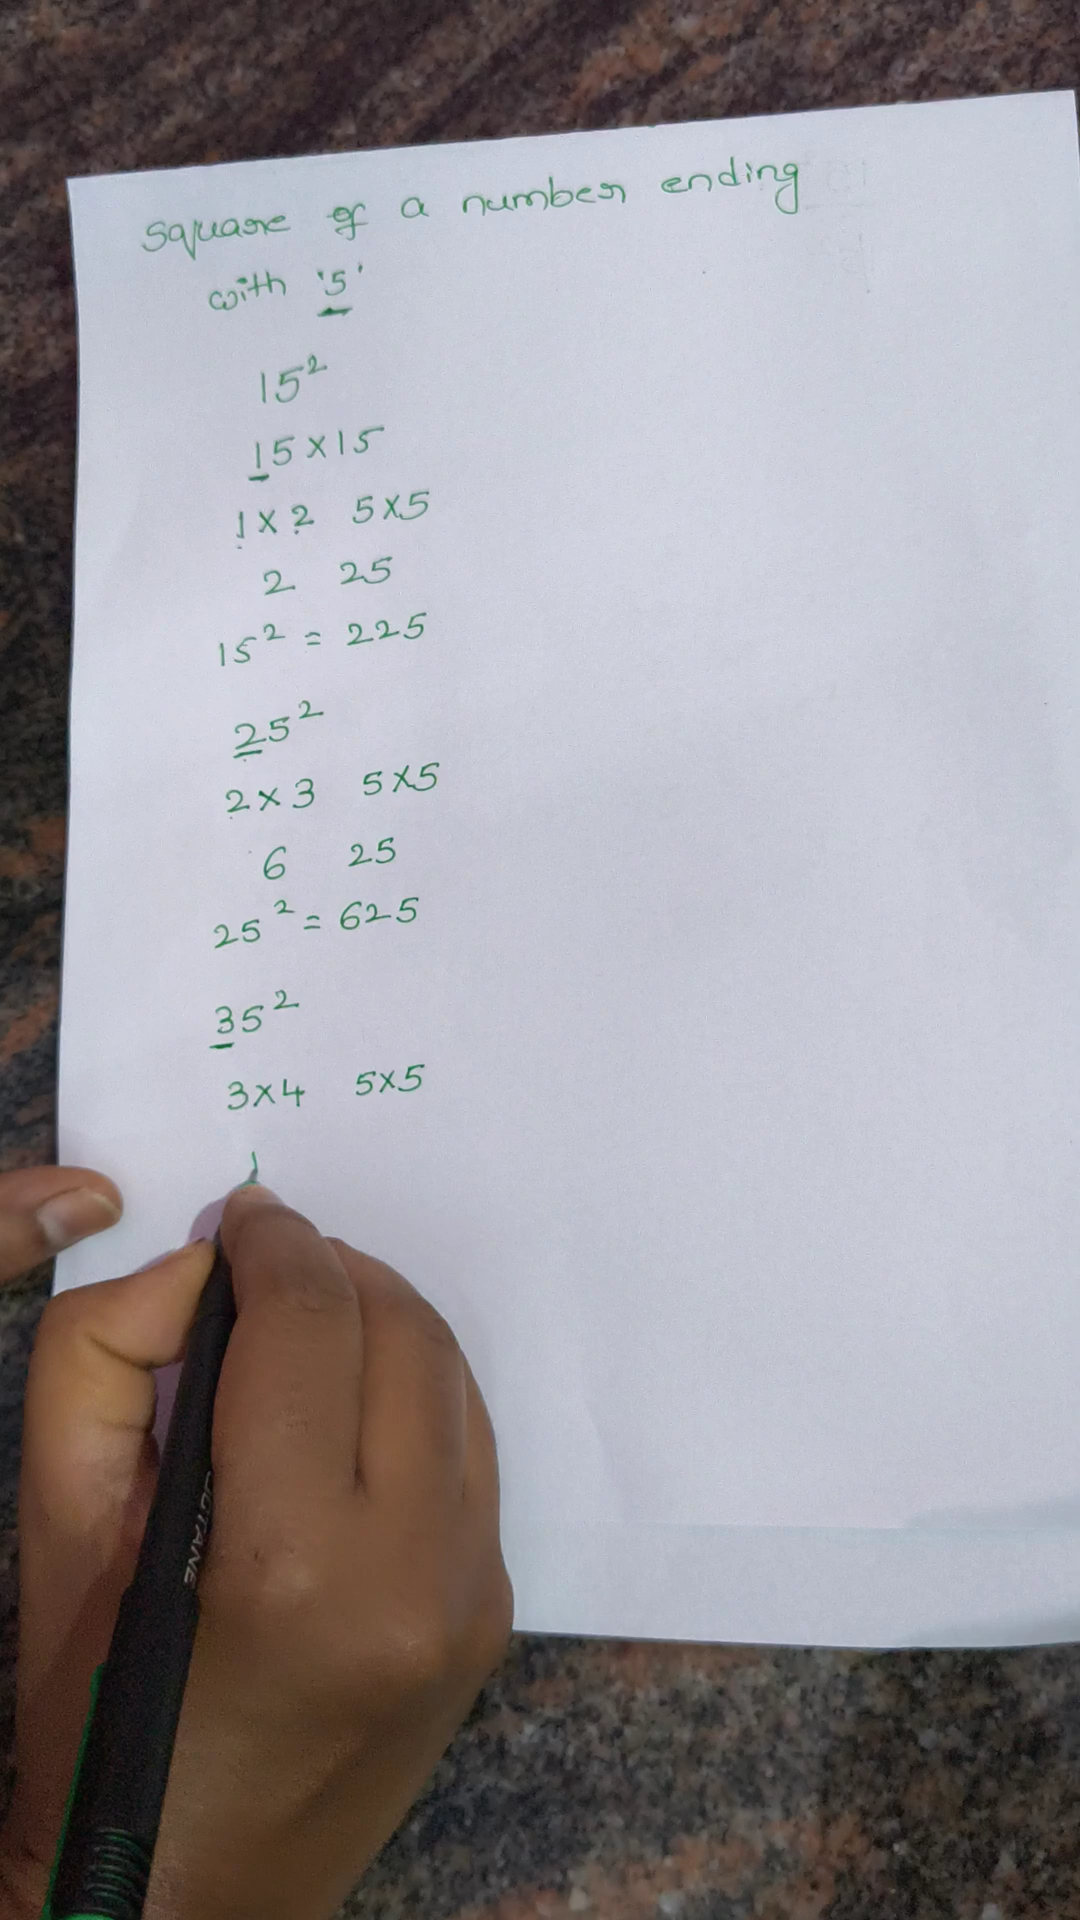 square of a number ending
with '5'
15²
15×15
1×2 5×5
2 25
15² = 225
25²
2×3 5×5
6 25
25² = 625
35²
3×4 5×5
1